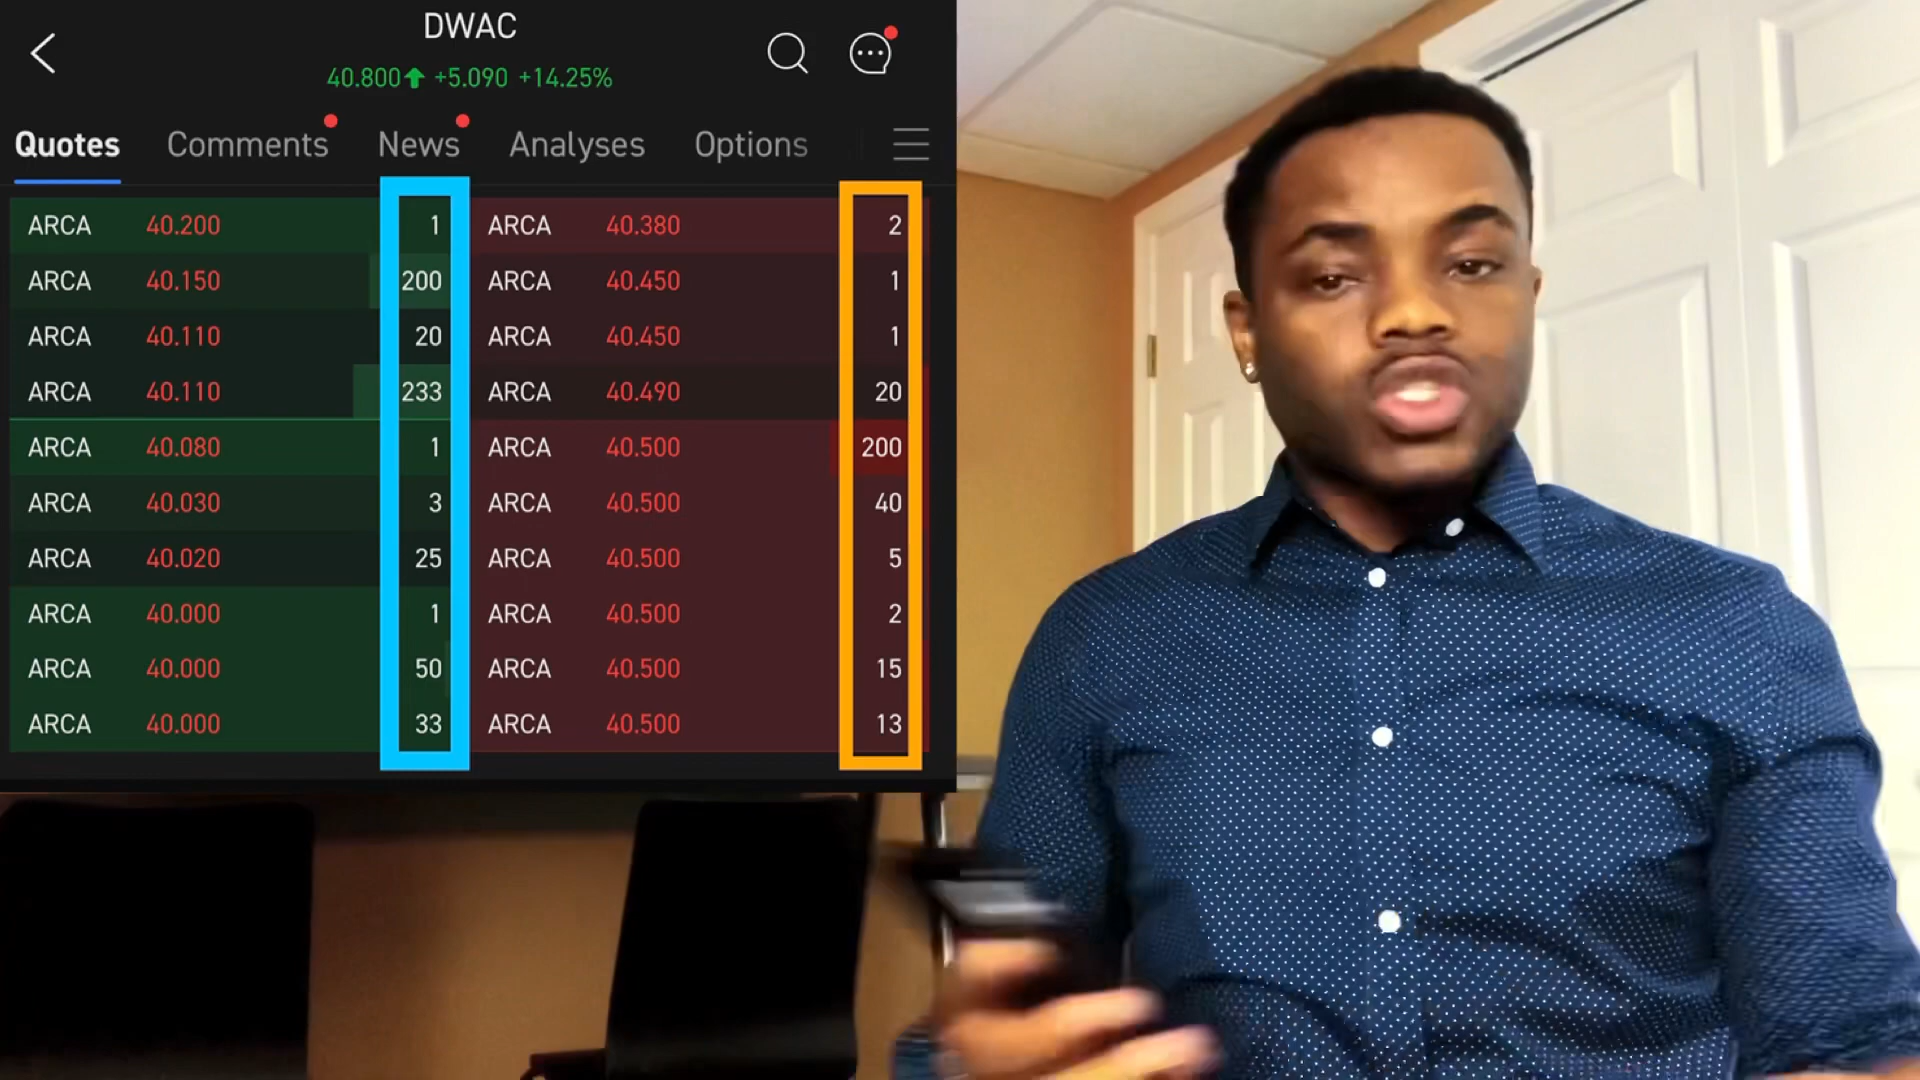 DWAC
40.800 +5.090 +14.25%
Quotes Comments News Analyses Options
ARCA 40.200 1 ARCA 40.380 2
ARCA 40.150 200 ARCA 40.450 1
ARCA 40.110 20 ARCA 40.450 1
ARCA 40.110 233 ARCA 40.490 20
ARCA 40.080 1 ARCA 40.500 200
ARCA 40.030 3 ARCA 40.500 40
ARCA 40.020 25 ARCA 40.500 5
ARCA 40.000 1 ARCA 40.500 2
ARCA 40.000 50 ARCA 40.500 15
ARCA 40.000 33 ARCA 40.500 13